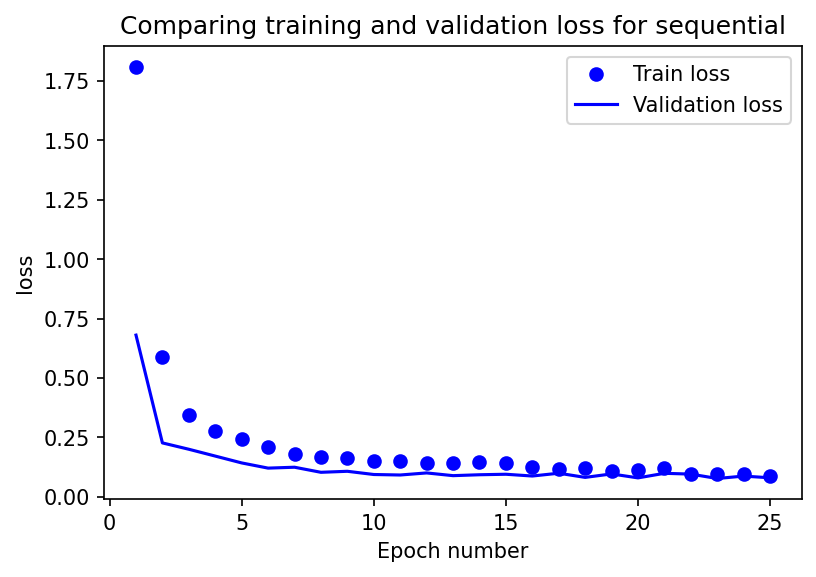 Comparing training and validation loss for sequential
Train loss
Validation loss
1.75
1.50
1.25
1.00
0.75
0.50
0.25
0.00
loss
0 5 10 15 20 25
Epoch number